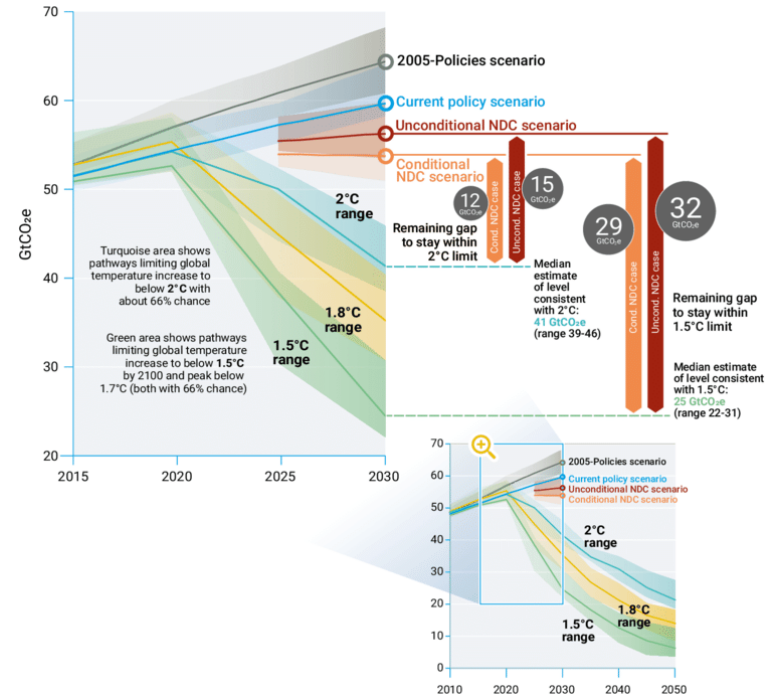 70
60
50
40
30
20
GtCO₂e
2015
2020
2025
2030
2005-Policies scenario
Current policy scenario
Unconditional NDC scenario
Conditional
NDC scenario
2°C
range
1.8°C
range
1.5°C
range
Turquoise area shows
pathways limiting global
temperature increase to
below 2°C with
about 66% chance
Green area shows pathways
limiting global temperature
increase to below 1.5°C
by 2100 and peak below
1.7°C (both with 66% chance)
12
GtCO₂e
Cond. NDC case
Uncond. NDC case
15
GtCO₂e
Remaining gap
to stay within
2°C limit
Median
estimate
of level
consistent
with 2°C:
41 GtCO₂e
(range 39-46)
29
GtCO₂e
Cond. NDC case
Uncond. NDC case
32
GtCO₂e
Remaining gap
to stay within
1.5°C limit
Median estimate
of level consistent
with 1.5°C:
25 GtCO₂e
(range 22-31)
70
60
50
40
30
20
10
0
2010
2020
2030
2040
2050
2005-Policies scenario
Current policy scenario
Unconditional NDC scenario
Conditional NDC scenario
2°C
range
1.8°C
range
1.5°C
range